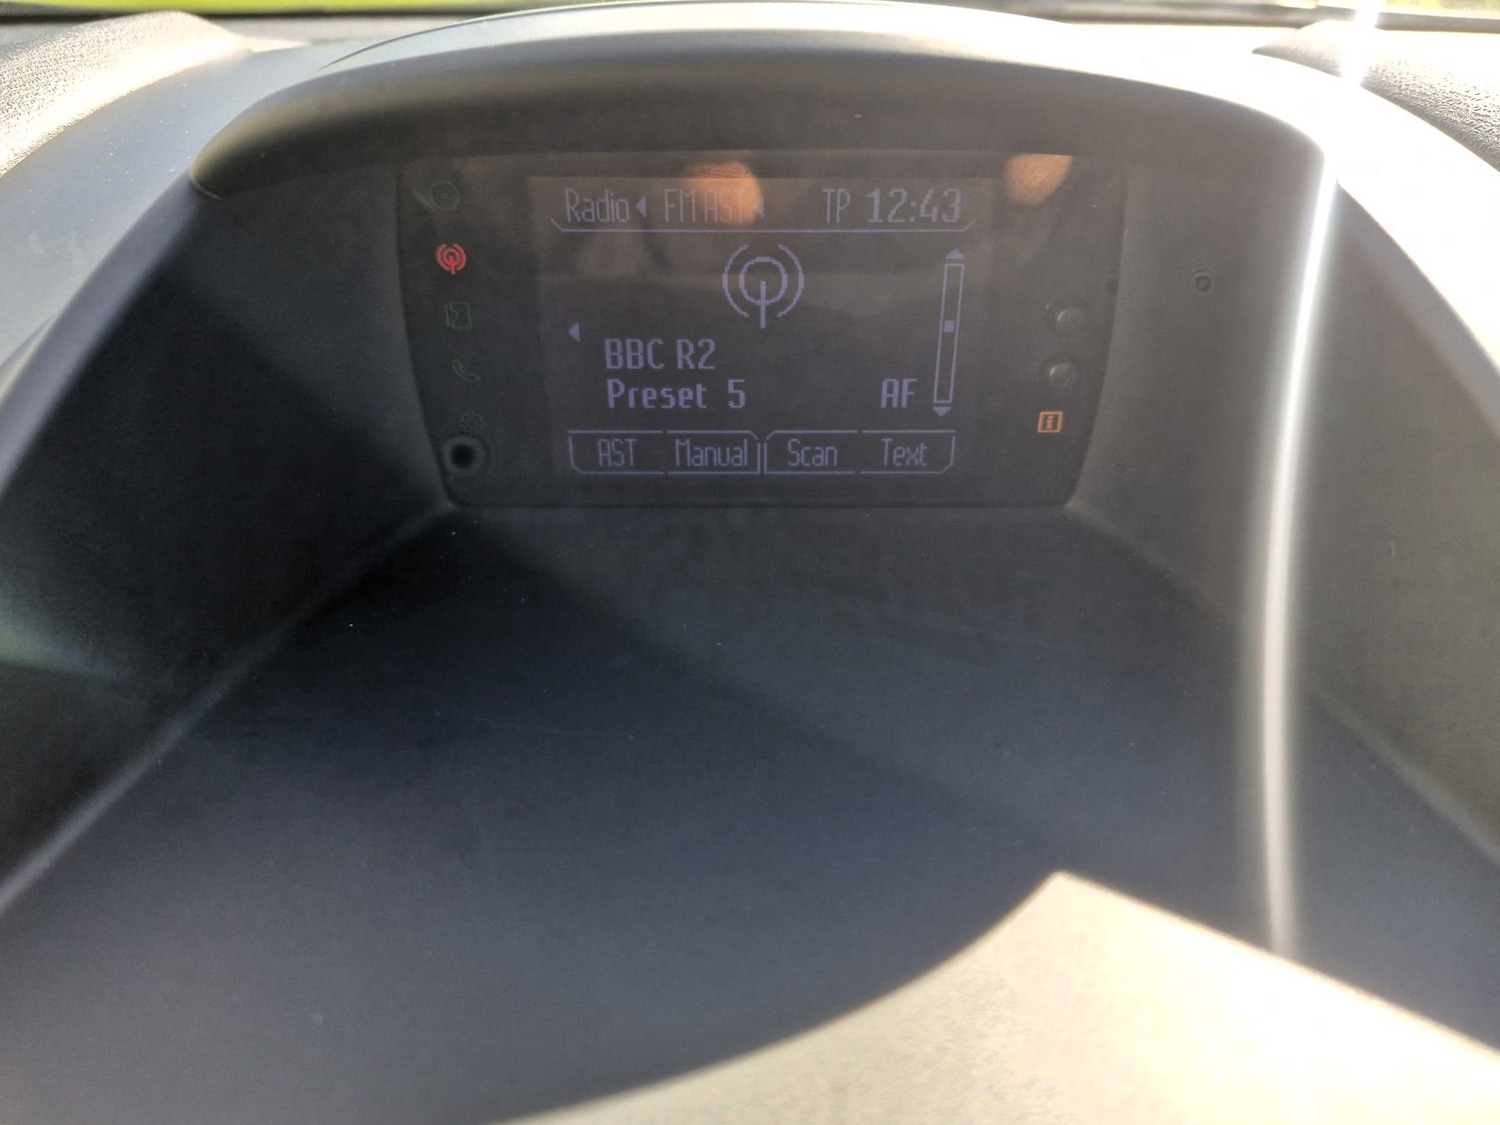 Radio FM AST TP 12:43
BBC R2
Preset 5 AF
AST Manual Scan Text
i